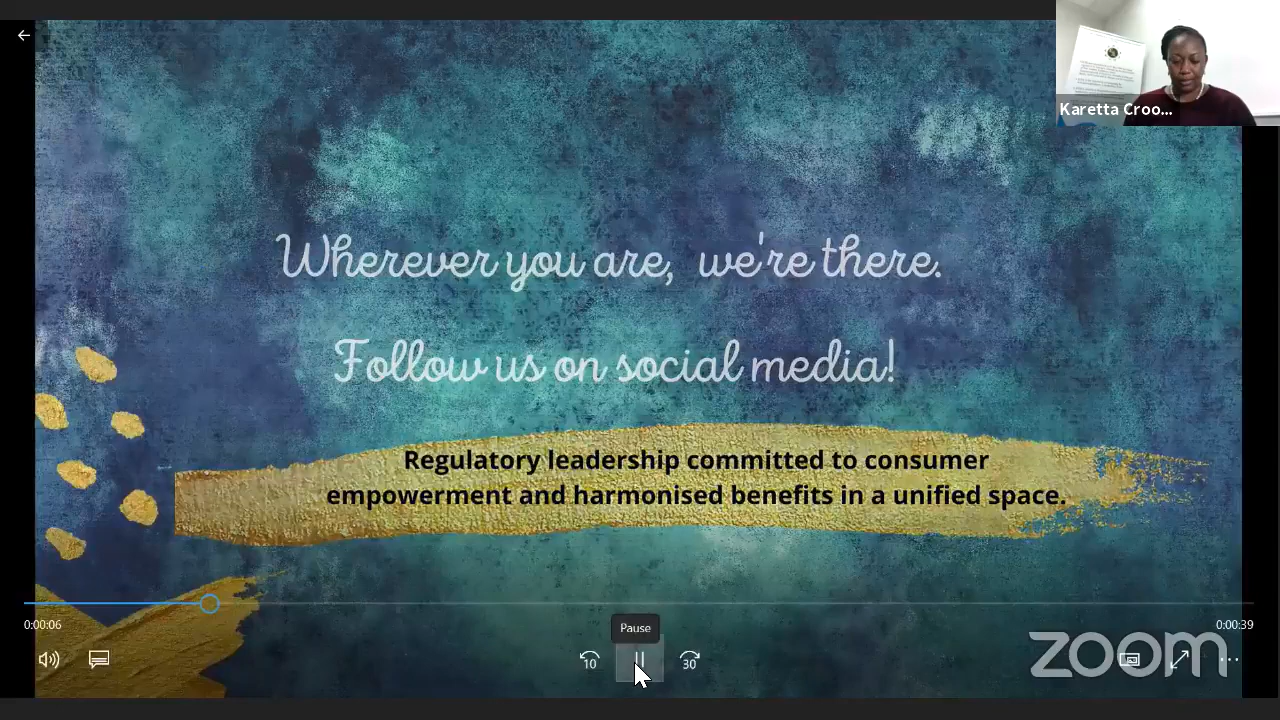 Karetta Croo...
Wherever you are, we're there.
Follow us on social media!
Regulatory leadership committed to consumer
empowerment and harmonised benefits in a unified space.
0:00:06
Pause
0:00:39
10
30
zoom